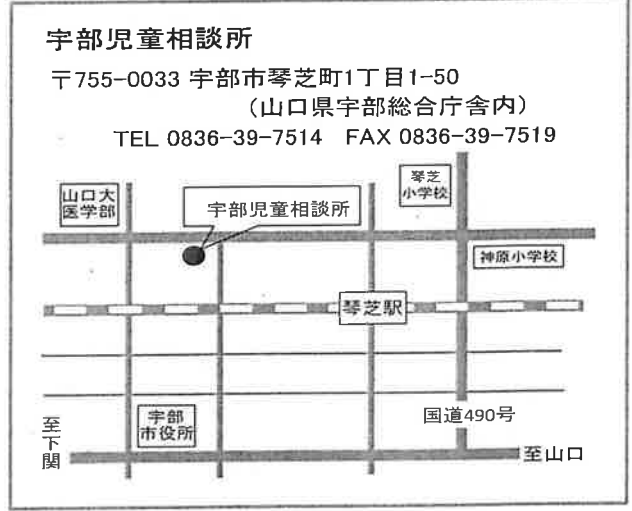 宇部児童相談所
〒755-0033 宇部市琴芝町1丁目1-50
（山口県宇部総合庁舎内）
TEL 0836-39-7514 FAX 0836-39-7519
山口大
医学部
宇部児童相談所
琴芝
小学校
神原小学校
琴芝駅
宇部
市役所
国道490号
至下関
至山口